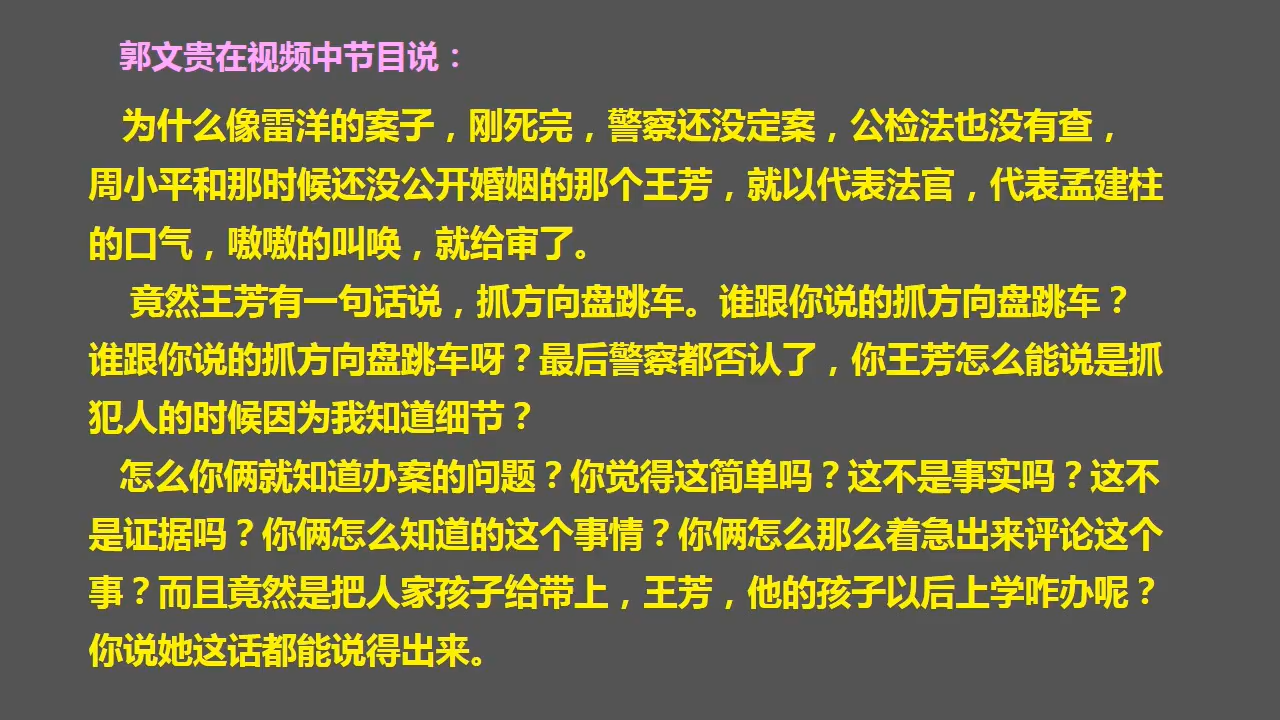 郭文贵在视频中节目说：
为什么像雷洋的案子，刚死完，警察还没定案，公检法也没有查，
周小平和那时候还没公开婚姻的那个王芳，就以代表法官，代表孟建柱
的口气，嗷嗷的叫唤，就给审了。
竟然王芳有一句话说，抓方向盘跳车。谁跟你说的抓方向盘跳车？
谁跟你说的抓方向盘跳车呀？最后警察都否认了，你王芳怎么能说是抓
犯人的时候因为我知道细节？
怎么你俩就知道办案的问题？你觉得这简单吗？这不是事实吗？这不
是证据吗？你俩怎么知道的这个事情？你俩怎么那么着急出来评论这个
事？而且竟然是把人家孩子给带上，王芳，他的孩子以后上学咋办呢？
你说她这话都能说得出来。